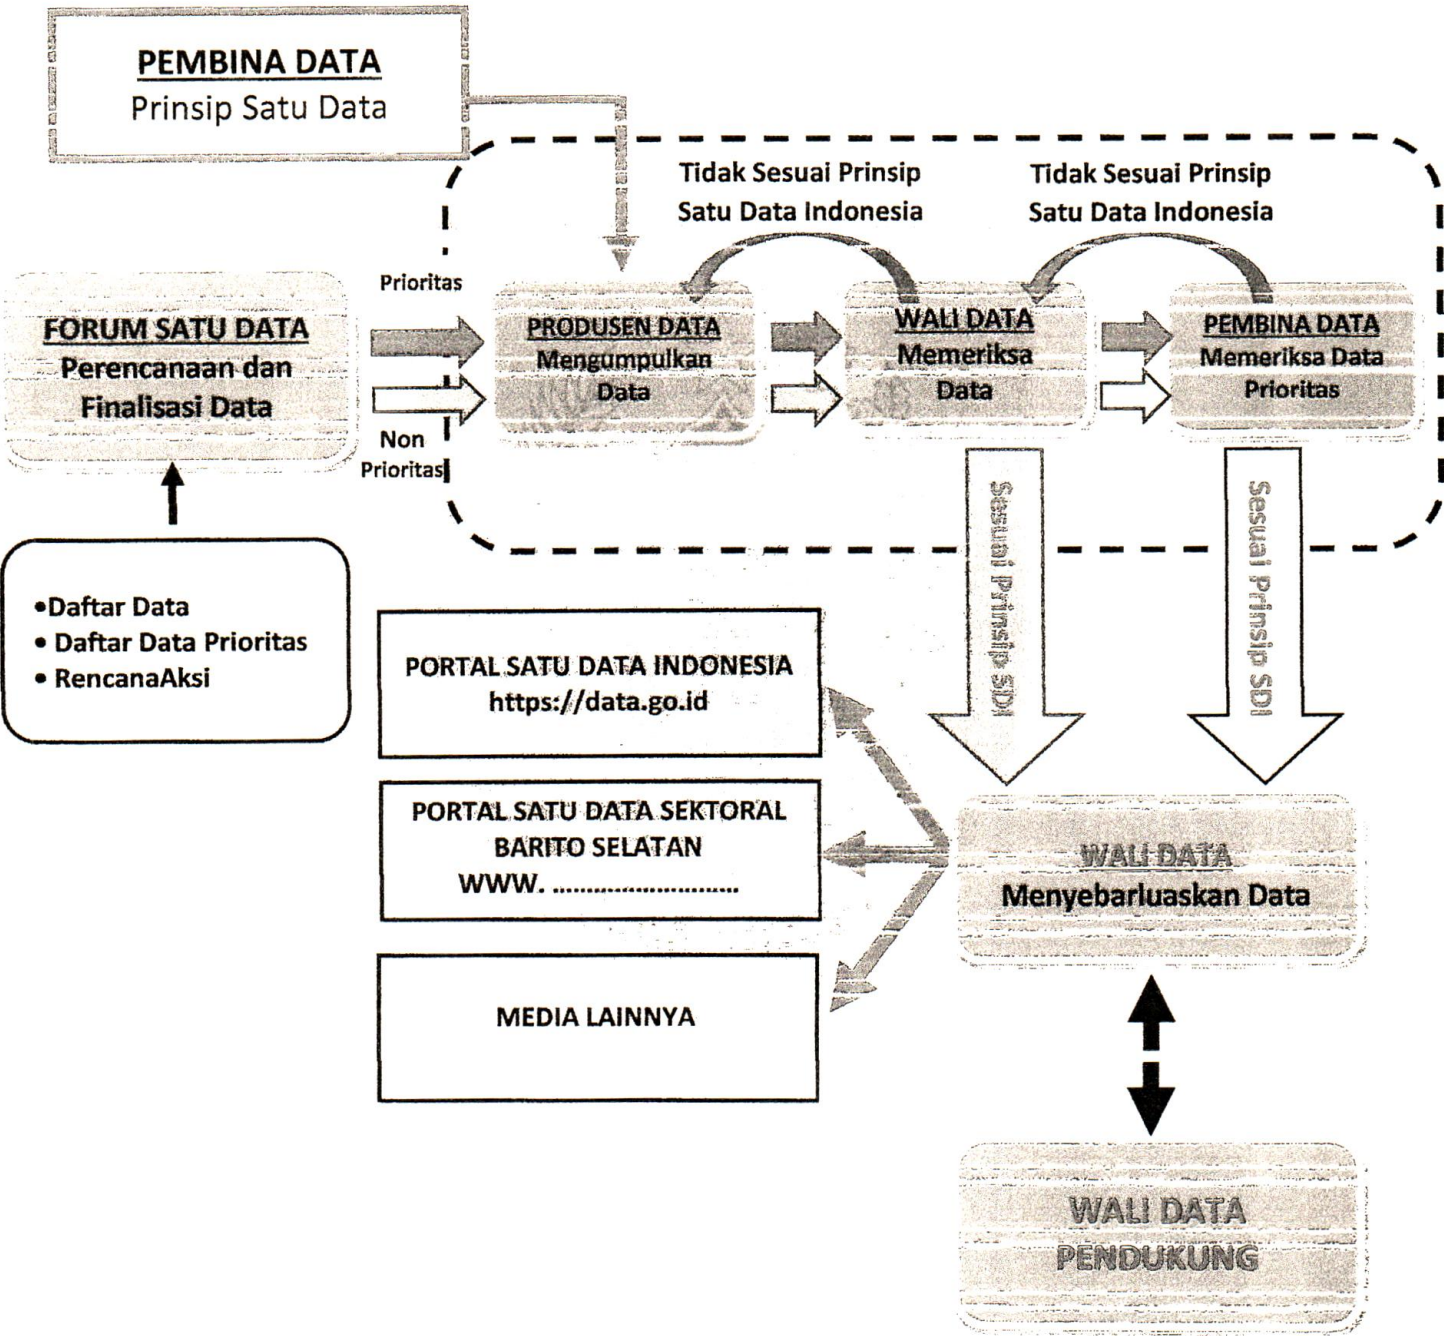 PEMBINA DATA
Prinsip Satu Data
Tidak Sesuai Prinsip
Satu Data Indonesia
Tidak Sesuai Prinsip
Satu Data Indonesia
FORUM SATU DATA
Perencanaan dan
Finalisasi Data
Prioritas
Non
Prioritas
PRODUSEN DATA
Mengumpulkan
Data
WALI DATA
Memeriksa
Data
PEMBINA DATA
Memeriksa Data
Prioritas
•Daftar Data
• Daftar Data Prioritas
• RencanaAksi
Sesuai Prinsip SDI
Sesuai Prinsip SDI
PORTAL SATU DATA INDONESIA
https://data.go.id
PORTAL SATU DATA SEKTORAL
BARITO SELATAN
WWW. ..........................
MEDIA LAINNYA
WALI DATA
Menyebarluaskan Data
WALI DATA
PENDUKUNG